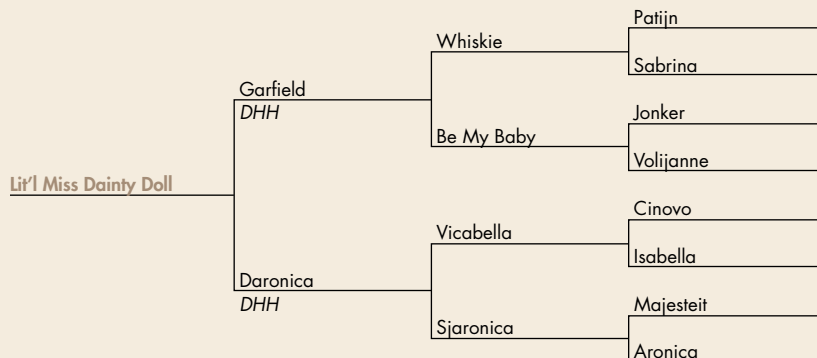 Patijn
Whiskie
Sabrina
Garfield
DHH
Jonker
Be My Baby
Volijanne
Lit'l Miss Dainty Doll
Cinovo
Vicabella
Isabella
Daronica
DHH
Majesteit
Sjaronica
Aronica